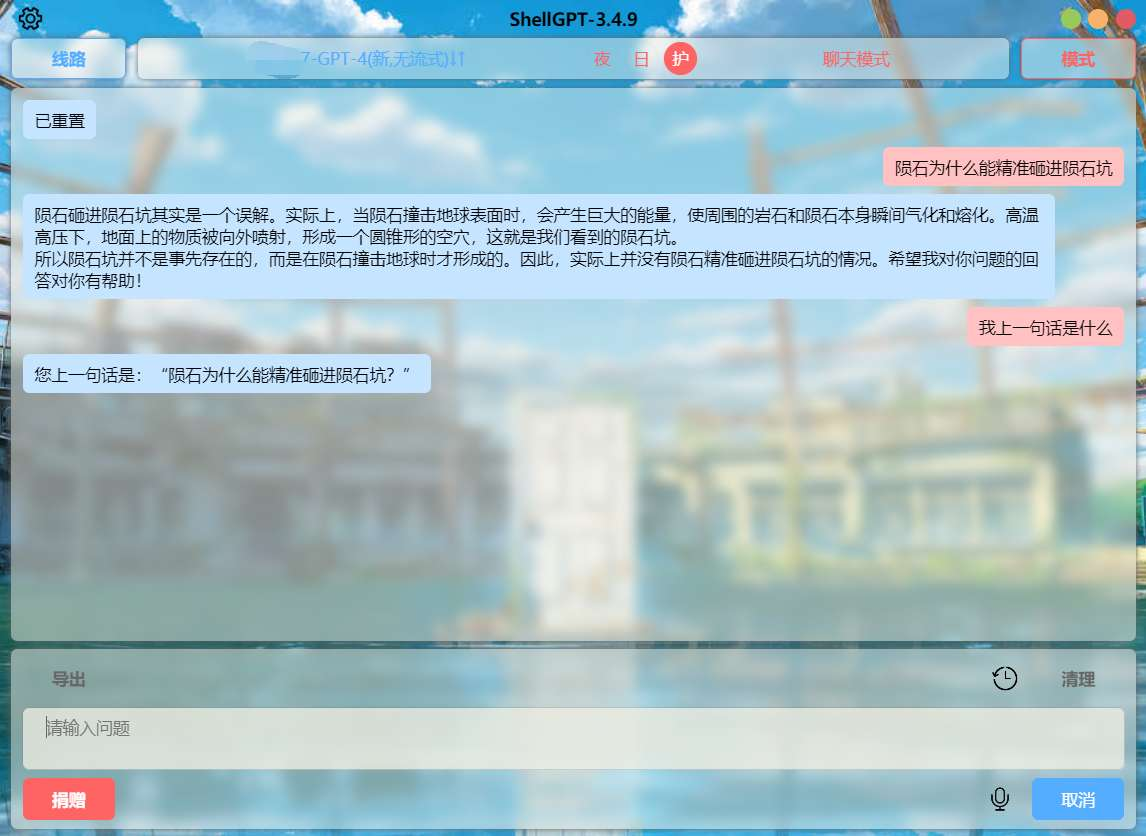 ShellGPT-3.4.9
线路
7-GPT-4(新,无流式)↓↑
夜 日 护
聊天模式
模式
已重置
陨石为什么能精准砸进陨石坑
陨石砸进陨石坑其实是一个误解。实际上，当陨石撞击地球表面时，会产生巨大的能量，使周围的岩石和陨石本身瞬间气化和熔化。高温
高压下，地面上的物质被向外喷射，形成一个圆锥形的空穴，这就是我们看到的陨石坑。
所以陨石坑并不是事先存在的，而是在陨石撞击地球时才形成的。因此，实际上并没有陨石精准砸进陨石坑的情况。希望我对你问题的回
答对你有帮助！
我上一句话是什么
您上一句话是：“陨石为什么能精准砸进陨石坑？”
导出
清理
请输入问题
捐赠
取消